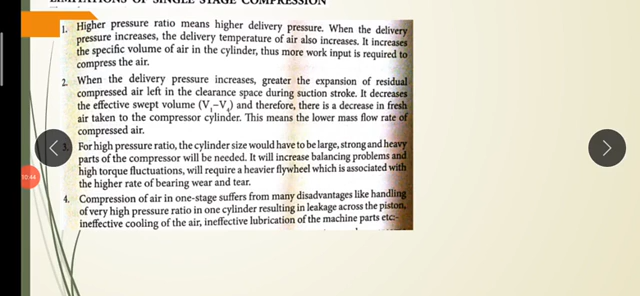 LIMITATIONS OF SINGLE STAGE COMPRESSION
1. Higher pressure ratio means higher delivery pressure. When the delivery
pressure increases, the delivery temperature of air also increases. It increases
the specific volume of air in the cylinder, thus more work input is required to
compress the air.
2. When the delivery pressure increases, greater the expansion of residual
compressed air left in the clearance space during suction stroke. It decreases
the effective swept volume (V₁–V₄) and therefore, there is a decrease in fresh
air taken to the compressor cylinder. This means the lower mass flow rate of
compressed air.
3. For high pressure ratio, the cylinder size would have to be large, strong and heavy
parts of the compressor will be needed. It will increase balancing problems and
high torque fluctuations, will require a heavier flywheel which is associated with
the higher rate of bearing wear and tear.
4. Compression of air in one-stage suffers from many disadvantages like handling
of very high pressure ratio in one cylinder resulting in leakage across the piston,
ineffective cooling of the air, ineffective lubrication of the machine parts etc.
10:44